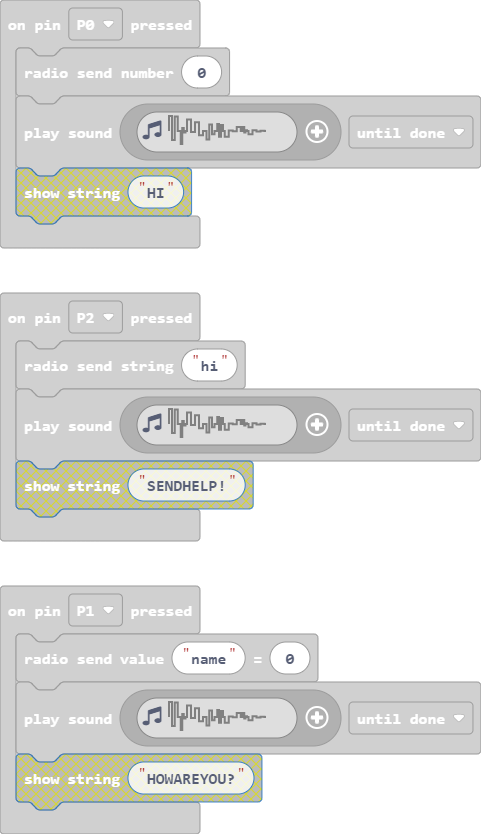 on pin P0 pressed
radio send number 0
play sound until done
show string "HI"
on pin P2 pressed
radio send string "hi"
play sound until done
show string "SENDHELP!"
on pin P1 pressed
radio send value "name" = 0
play sound until done
show string "HOWAREYOU?"